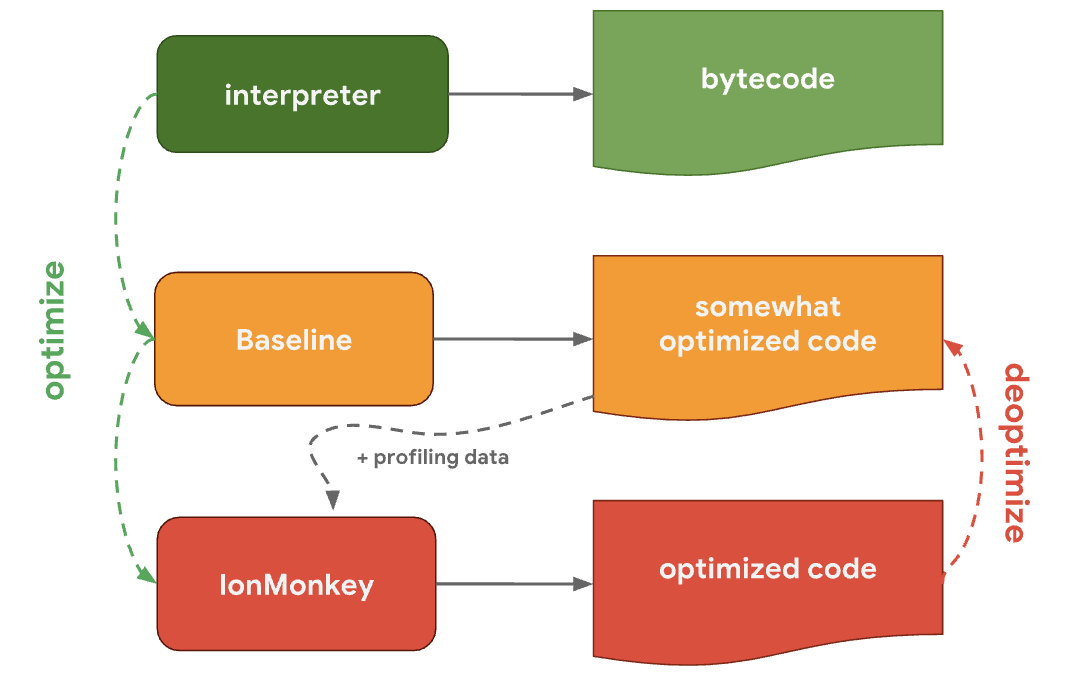 interpreter
bytecode
optimize
Baseline
somewhat
optimized code
+ profiling data
deoptimize
IonMonkey
optimized code